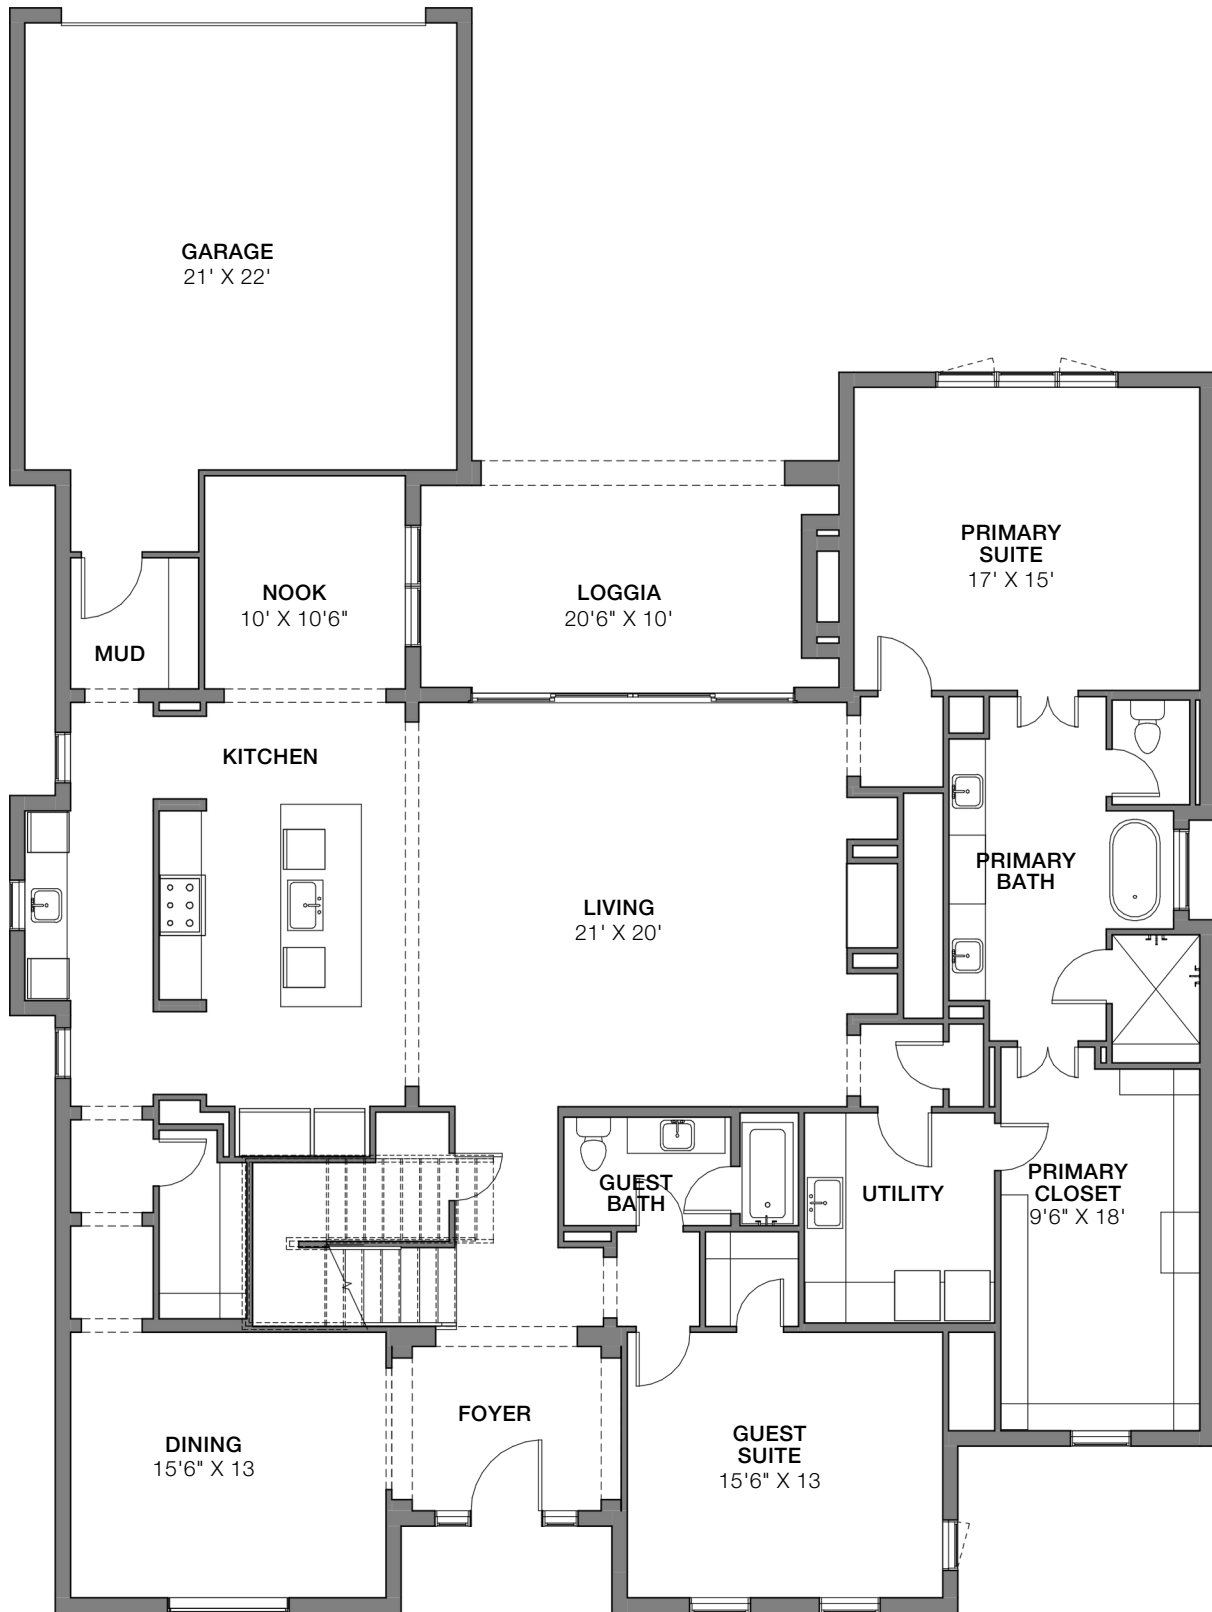 GARAGE
21' X 22'
PRIMARY
SUITE
17' X 15'
NOOK
10' X 10'6"
LOGGIA
20'6" X 10'
MUD
KITCHEN
PRIMARY
BATH
LIVING
21' X 20'
GUEST
BATH
UTILITY
PRIMARY
CLOSET
9'6" X 18'
FOYER
DINING
15'6" X 13
GUEST
SUITE
15'6" X 13